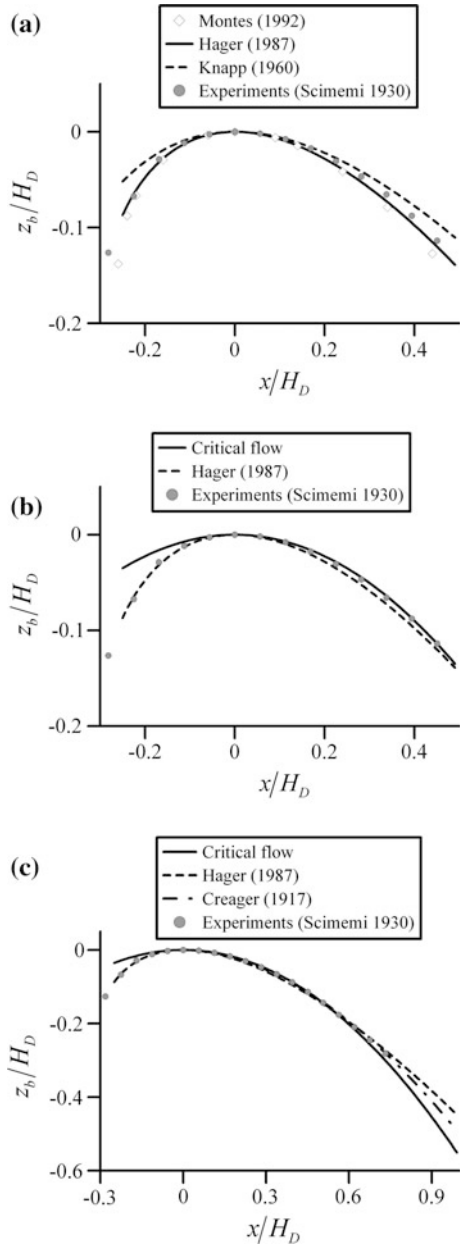 (a)
Montes (1992)
Hager (1987)
Knapp (1960)
Experiments (Scimemi 1930)
0
-0.1
-0.2
z_b/H_D
-0.2 0 0.2 0.4
x/H_D
(b)
Critical flow
Hager (1987)
Experiments (Scimemi 1930)
0
-0.1
-0.2
z_b/H_D
-0.2 0 0.2 0.4
x/H_D
(c)
Critical flow
Hager (1987)
Creager (1917)
Experiments (Scimemi 1930)
0
-0.2
-0.4
-0.6
z_b/H_D
-0.3 0 0.3 0.6 0.9
x/H_D